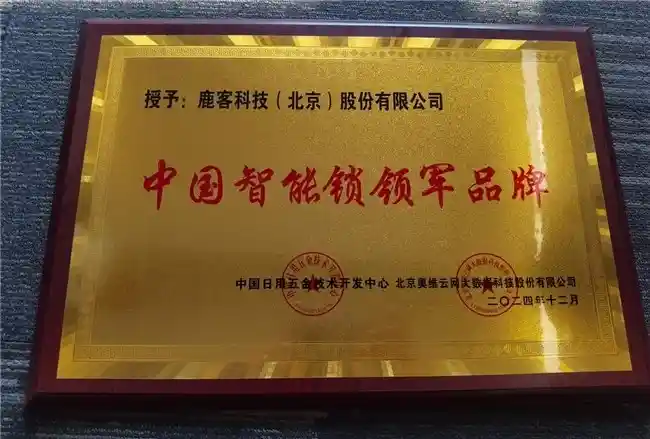 授予：鹿客科技（北京）股份有限公司
中国智能锁领军品牌
中国日用五金技术开发中心 北京奥维云网大数据科技股份有限公司
二〇二四年十二月